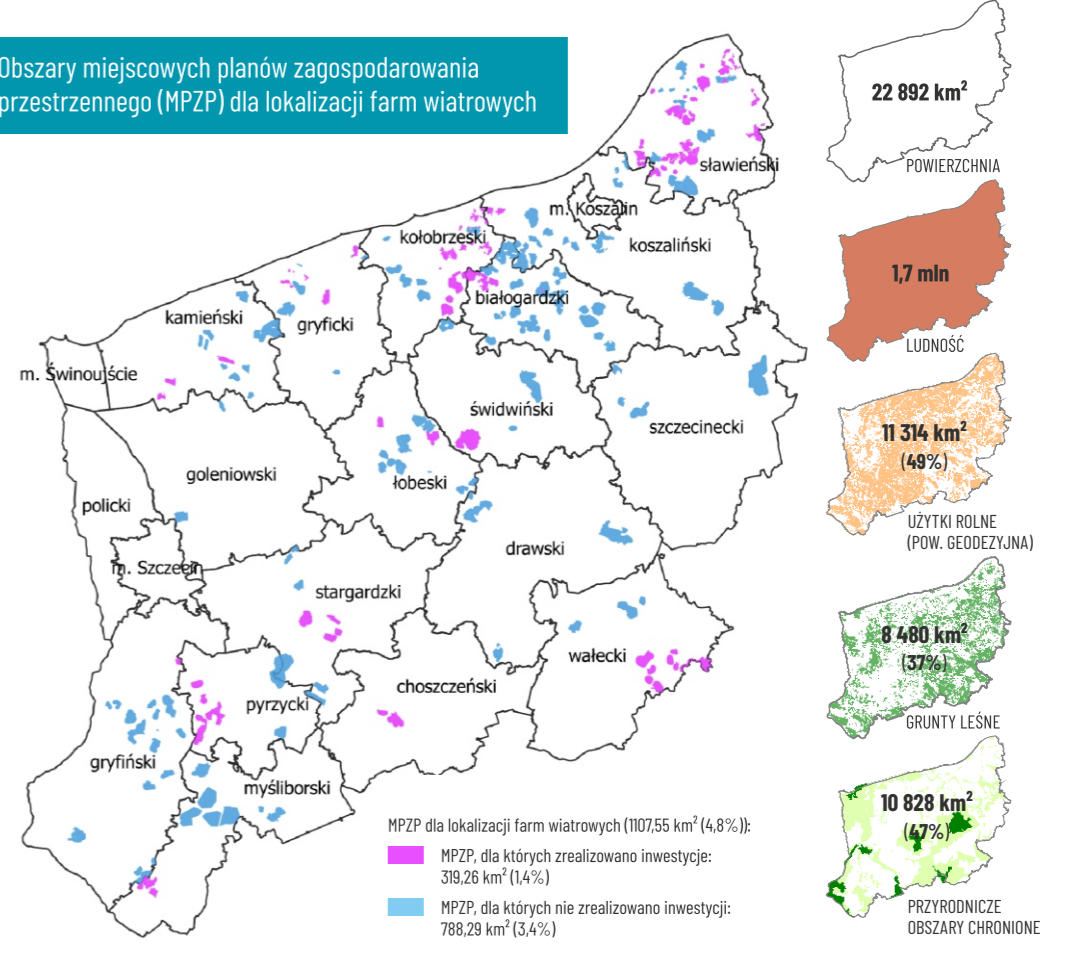 Obszary miejscowych planów zagospodarowania
przestrzennego (MPZP) dla lokalizacji farm wiatrowych
sławieński
m. Koszalin
kołobrzeski
koszaliński
białogardzki
kamieński
gryficki
m. Świnoujście
świdwiński
szczecinecki
goleniowski
łobeski
policki
drawski
m. Szczecin
stargardzki
wałecki
choszczeński
pyrzycki
gryfiński
myśliborski
MPZP dla lokalizacji farm wiatrowych (1107,55 km² (4,8%)):
MPZP, dla których zrealizowano inwestycje:
319,26 km² (1,4%)
MPZP, dla których nie zrealizowano inwestycji:
788,29 km² (3,4%)
22 892 km²
POWIERZCHNIA
1,7 mln
LUDNOŚĆ
11 314 km²
(49%)
UŻYTKI ROLNE
(POW. GEODEZYJNA)
8 480 km²
(37%)
GRUNTY LEŚNE
10 828 km²
(47%)
PRZYRODNICZE
OBSZARY CHRONIONE